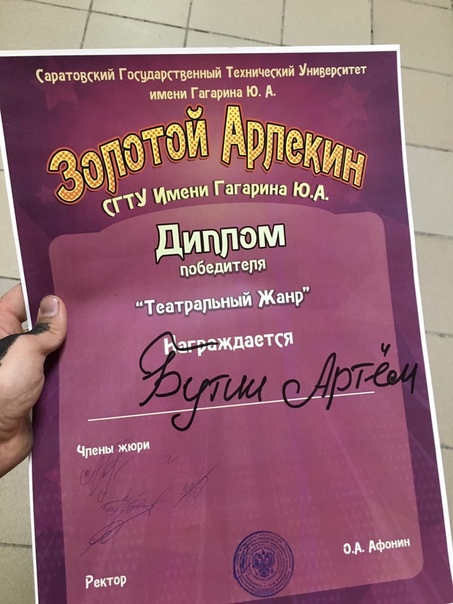 Саратовский Государственный Технический Университет
имени Гагарина Ю. А.
Золотой Арлекин
СГТУ Имени Гагарина Ю.А.
Диплом
победителя
"Театральный Жанр"
Награждается
Артём
Члены жюри
О.А. Афонин
Ректор